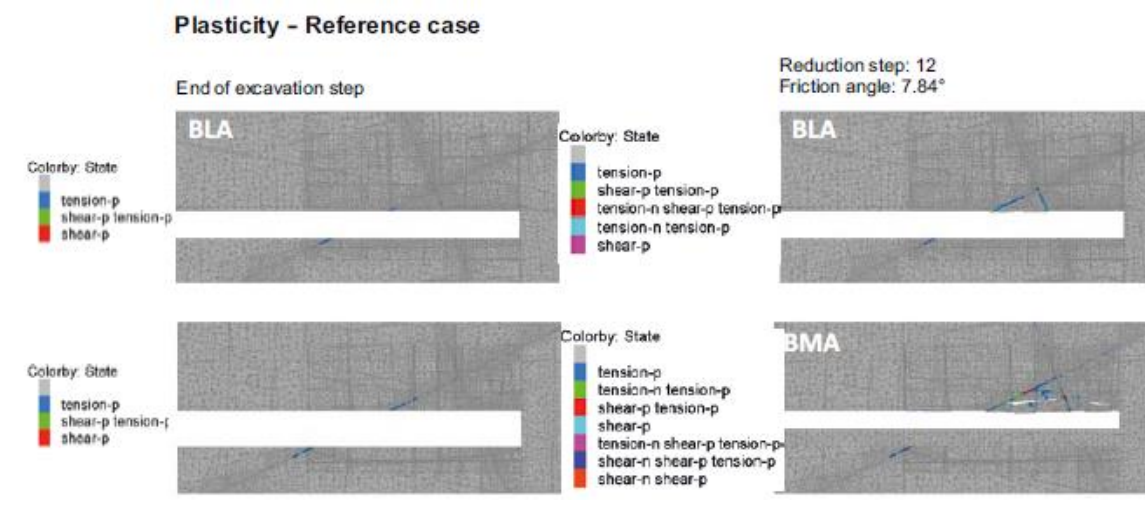 Plasticity – Reference case
End of excavation step
Reduction step: 12
Friction angle: 7.84°
BLA
Colorby: State
tension-p
shear-p tension-p
shear-p
Colorby: State
tension-p
shear-p tension-p
tension-n shear-p tension-p
tension-n tension-p
shear-p
BLA
Colorby: State
tension-p
shear-p tension-p
shear-p
Colorby: State
tension-p
tension-n tension-p
shear-p tension-p
shear-p
tension-n shear-p tension-p
shear-n shear-p tension-p
shear-n shear-p
BMA